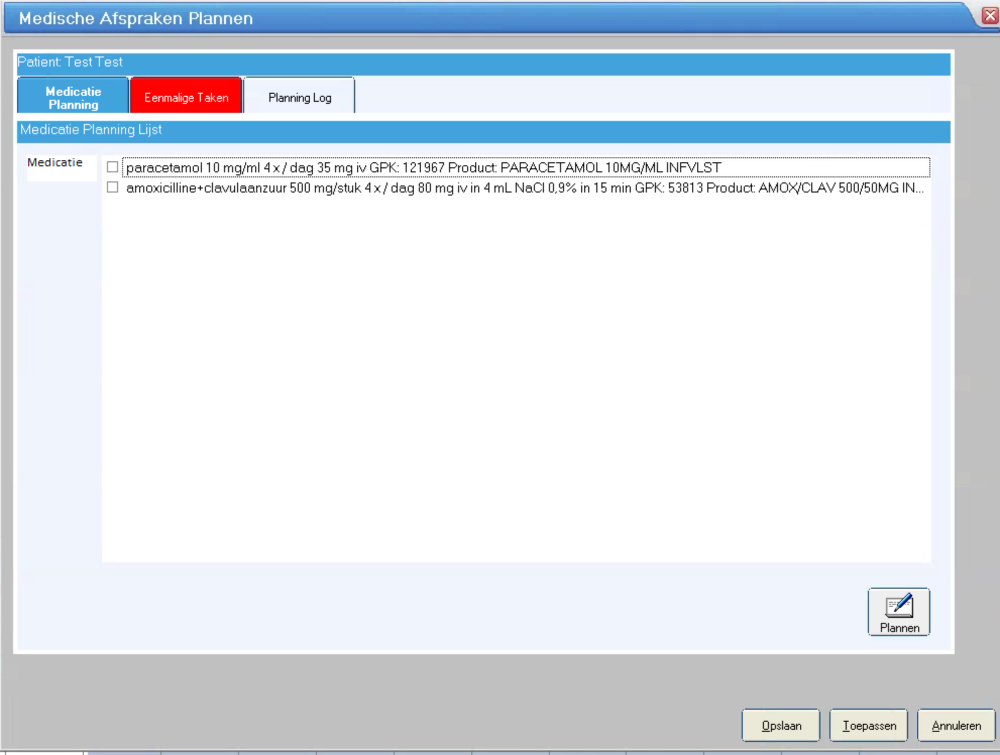 Medische Afspraken Plannen
Patient: Test Test
Medicatie
Planning
Eenmalige Taken
Planning Log
Medicatie Planning Lijst
Medicatie
paracetamol 10 mg/ml 4 x / dag 35 mg iv GPK: 121967 Product: PARACETAMOL 10MG/ML INFVLST
amoxicilline+clavulaanzuur 500 mg/stuk 4 x / dag 80 mg iv in 4 mL NaCl 0,9% in 15 min GPK: 53813 Product: AMOX/CLAV 500/50MG IN...
Plannen
Opslaan
Toepassen
Annuleren